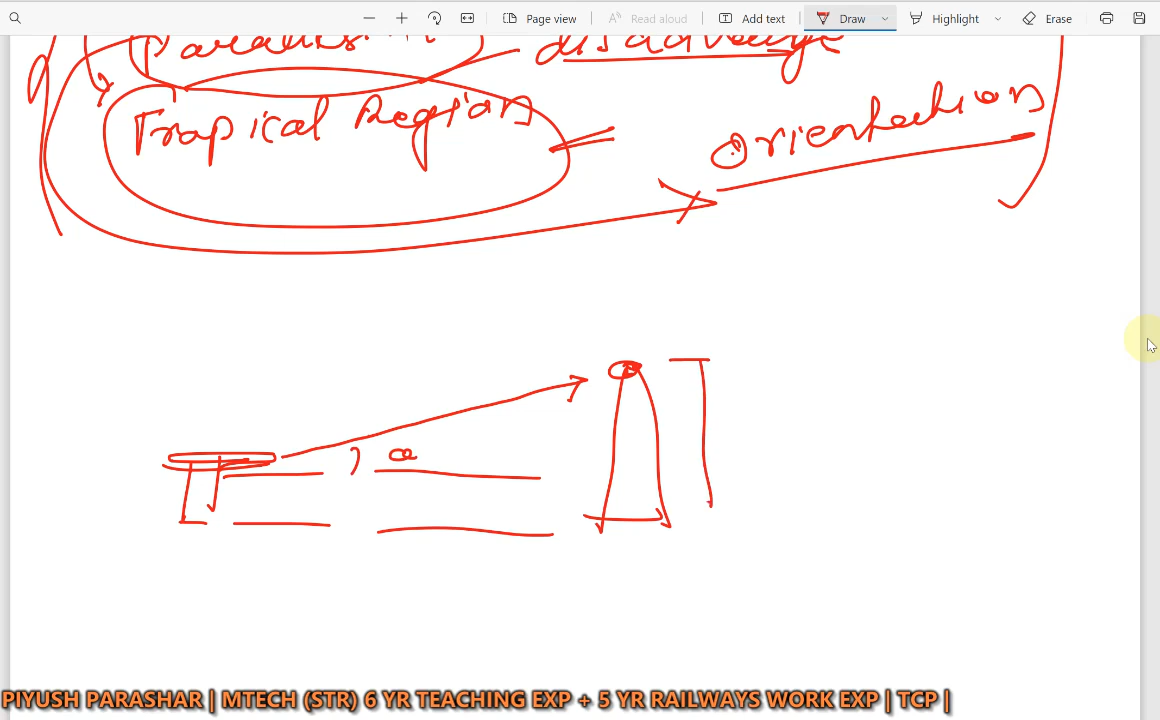 Page view
Read aloud
Add text
Draw
Highlight
Erase
disadvantage
Tropical Region
Orientation
α
PIYUSH PARASHAR | MTECH (STR) 6 YR TEACHING EXP + 5 YR RAILWAYS WORK EXP | TCP |